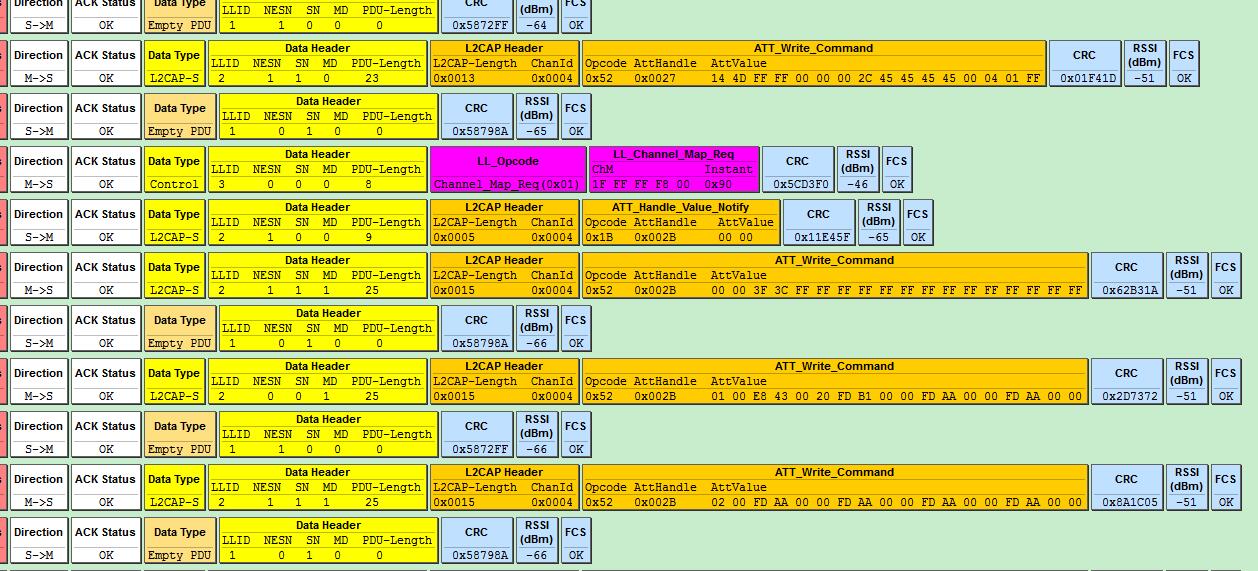 s Direction ACK Status Data Type Data Header CRC RSSI (dBm) FCS
LLID NESN SN MD PDU-Length
S->M OK Empty PDU 1 1 0 0 0 0x5872FF -64 OK
s Direction ACK Status Data Type Data Header L2CAP Header ATT_Write_Command CRC RSSI (dBm) FCS
LLID NESN SN MD PDU-Length L2CAP-Length ChanId Opcode AttHandle AttValue
M->S OK L2CAP-S 2 1 1 0 23 0x0013 0x0004 0x52 0x0027 14 4D FF FF 00 00 00 2C 45 45 45 45 00 04 01 FF 0x01F41D -51 OK
s Direction ACK Status Data Type Data Header CRC RSSI (dBm) FCS
LLID NESN SN MD PDU-Length
S->M OK Empty PDU 1 0 1 0 0 0x58798A -65 OK
s Direction ACK Status Data Type Data Header LL_Opcode LL_Channel_Map_Req CRC RSSI (dBm) FCS
LLID NESN SN MD PDU-Length ChM Instant
M->S OK Control 3 0 0 0 8 Channel_Map_Req(0x01) 1F FF FF F8 00 0x90 0x5CD3F0 -46 OK
s Direction ACK Status Data Type Data Header L2CAP Header ATT_Handle_Value_Notify CRC RSSI (dBm) FCS
LLID NESN SN MD PDU-Length L2CAP-Length ChanId Opcode AttHandle AttValue
S->M OK L2CAP-S 2 1 0 0 9 0x0005 0x0004 0x1B 0x002B 00 00 0x11E45F -65 OK
s Direction ACK Status Data Type Data Header L2CAP Header ATT_Write_Command CRC RSSI (dBm) FCS
LLID NESN SN MD PDU-Length L2CAP-Length ChanId Opcode AttHandle AttValue
M->S OK L2CAP-S 2 1 1 1 25 0x0015 0x0004 0x52 0x002B 00 00 3F 3C FF FF FF FF FF FF FF FF FF FF FF FF FF FF 0x62B31A -51 OK
s Direction ACK Status Data Type Data Header CRC RSSI (dBm) FCS
LLID NESN SN MD PDU-Length
S->M OK Empty PDU 1 0 1 0 0 0x58798A -66 OK
s Direction ACK Status Data Type Data Header L2CAP Header ATT_Write_Command CRC RSSI (dBm) FCS
LLID NESN SN MD PDU-Length L2CAP-Length ChanId Opcode AttHandle AttValue
M->S OK L2CAP-S 2 0 0 1 25 0x0015 0x0004 0x52 0x002B 01 00 E8 43 00 20 FD B1 00 00 FD AA 00 00 FD AA 00 00 0x2D7372 -51 OK
s Direction ACK Status Data Type Data Header CRC RSSI (dBm) FCS
LLID NESN SN MD PDU-Length
S->M OK Empty PDU 1 1 0 0 0 0x5872FF -66 OK
s Direction ACK Status Data Type Data Header L2CAP Header ATT_Write_Command CRC RSSI (dBm) FCS
LLID NESN SN MD PDU-Length L2CAP-Length ChanId Opcode AttHandle AttValue
M->S OK L2CAP-S 2 1 1 1 25 0x0015 0x0004 0x52 0x002B 02 00 FD AA 00 00 FD AA 00 00 FD AA 00 00 FD AA 00 00 0x8A1C05 -51 OK
s Direction ACK Status Data Type Data Header CRC RSSI (dBm) FCS
LLID NESN SN MD PDU-Length
S->M OK Empty PDU 1 0 1 0 0 0x58798A -66 OK